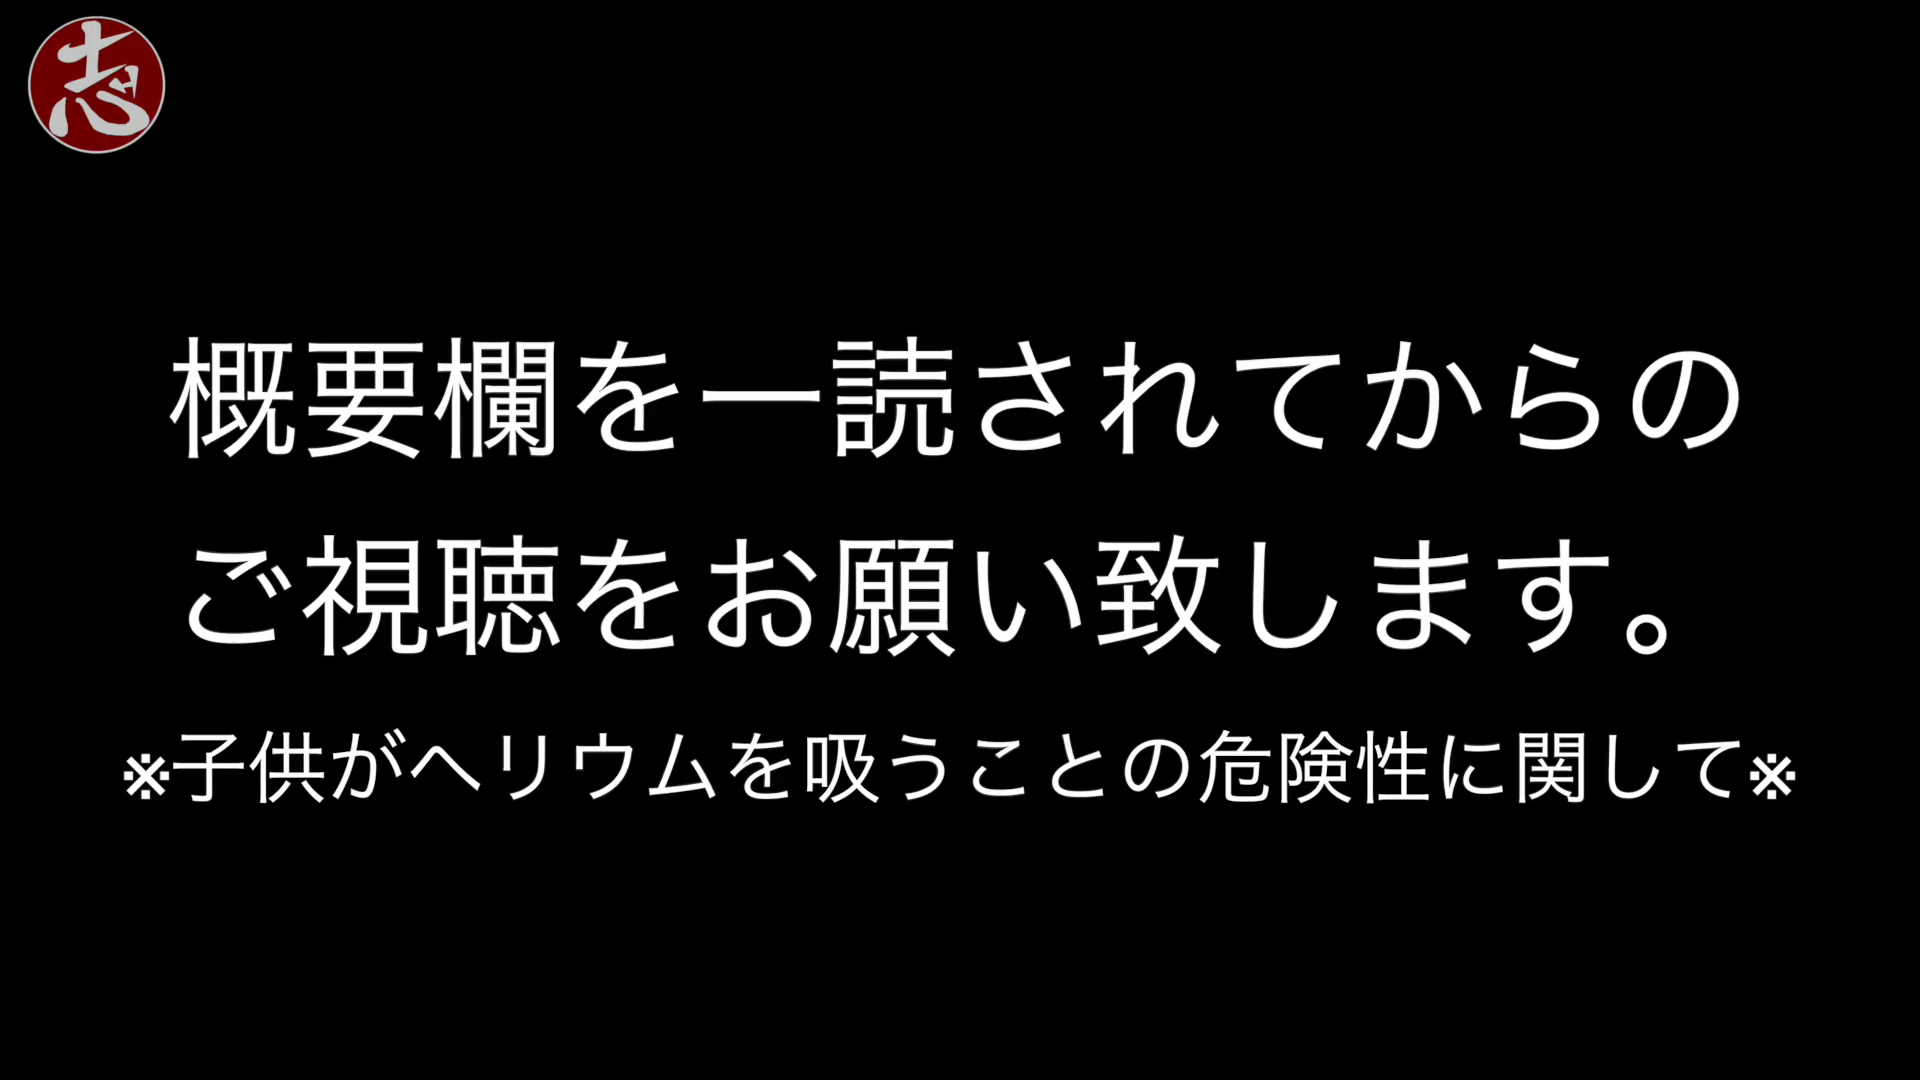 志
概要欄を一読されてからの
ご視聴をお願い致します。
※子供がヘリウムを吸うことの危険性に関して※